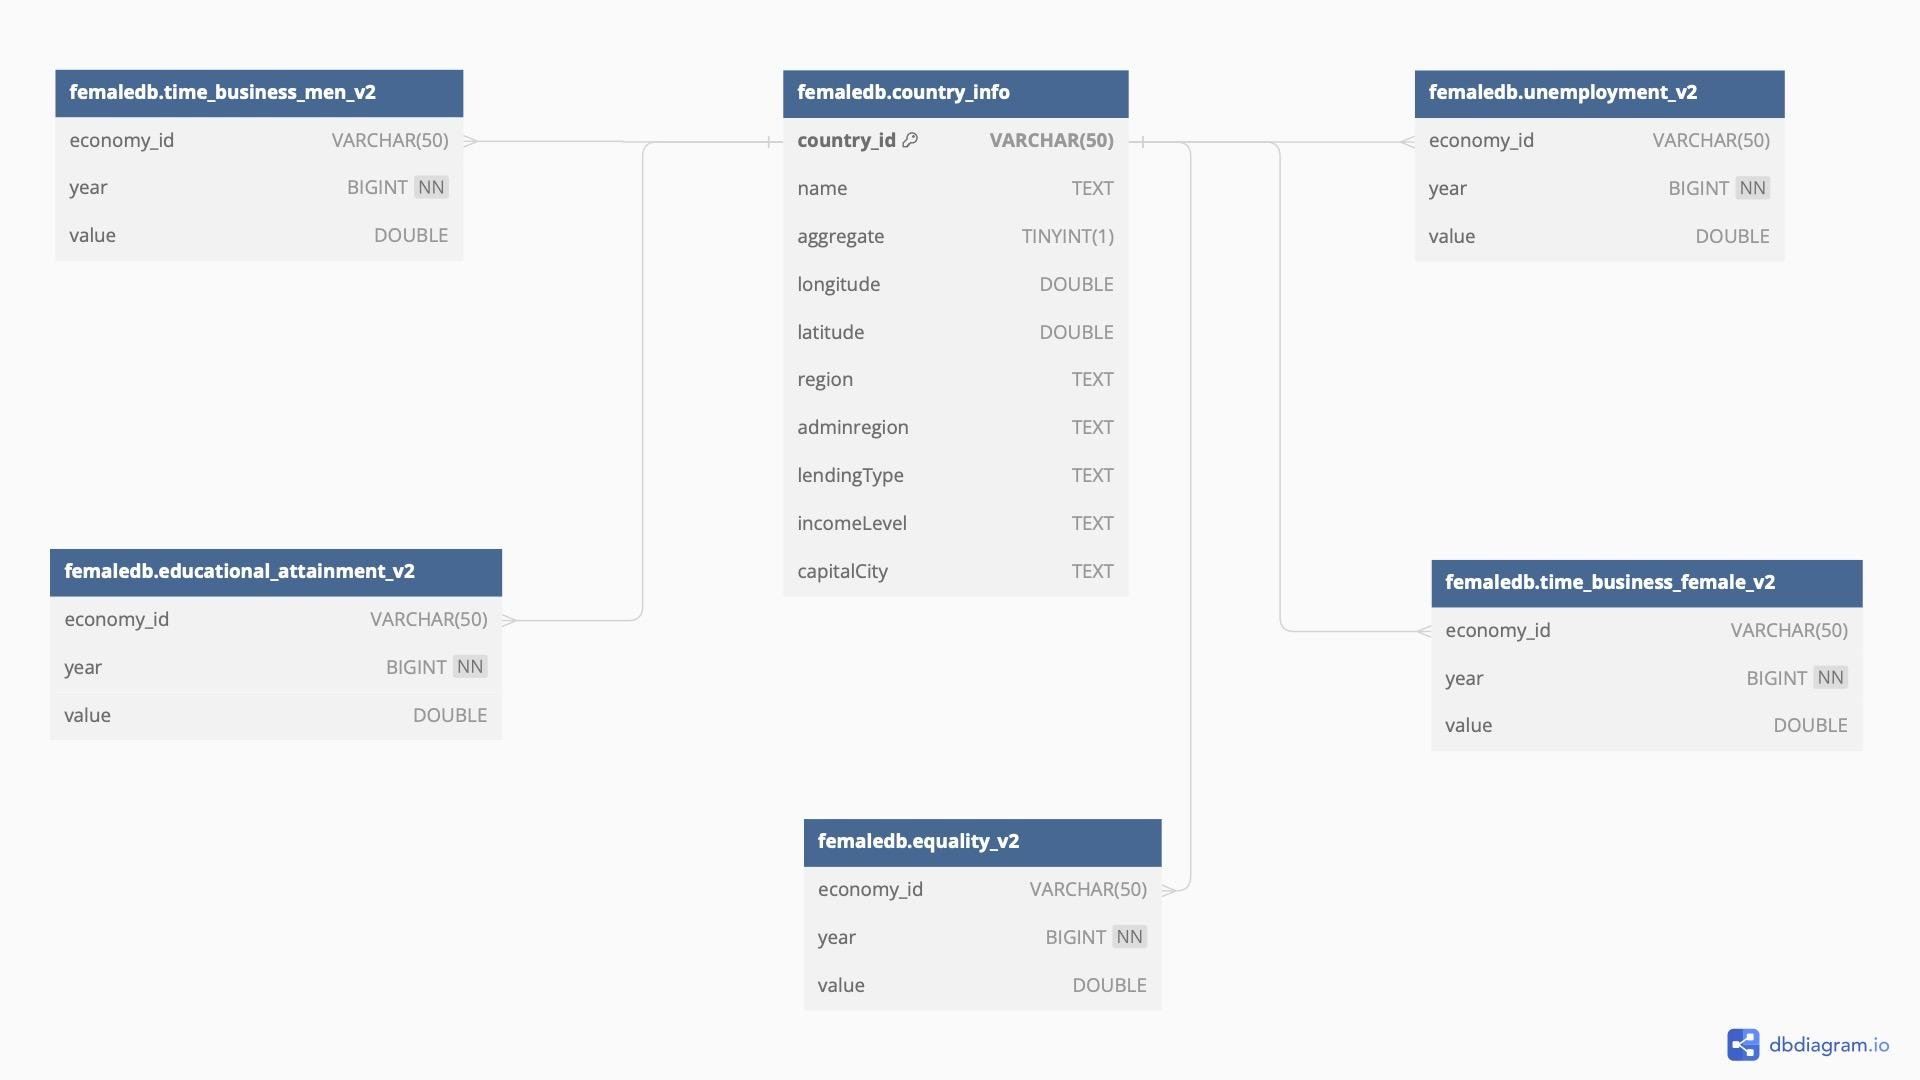 femaledb.time_business_men_v2
economy_id VARCHAR(50)
year BIGINT NN
value DOUBLE
femaledb.country_info
country_id VARCHAR(50)
name TEXT
aggregate TINYINT(1)
longitude DOUBLE
latitude DOUBLE
region TEXT
adminregion TEXT
lendingType TEXT
incomeLevel TEXT
capitalCity TEXT
femaledb.unemployment_v2
economy_id VARCHAR(50)
year BIGINT NN
value DOUBLE
femaledb.educational_attainment_v2
economy_id VARCHAR(50)
year BIGINT NN
value DOUBLE
femaledb.time_business_female_v2
economy_id VARCHAR(50)
year BIGINT NN
value DOUBLE
femaledb.equality_v2
economy_id VARCHAR(50)
year BIGINT NN
value DOUBLE
dbdiagram.io